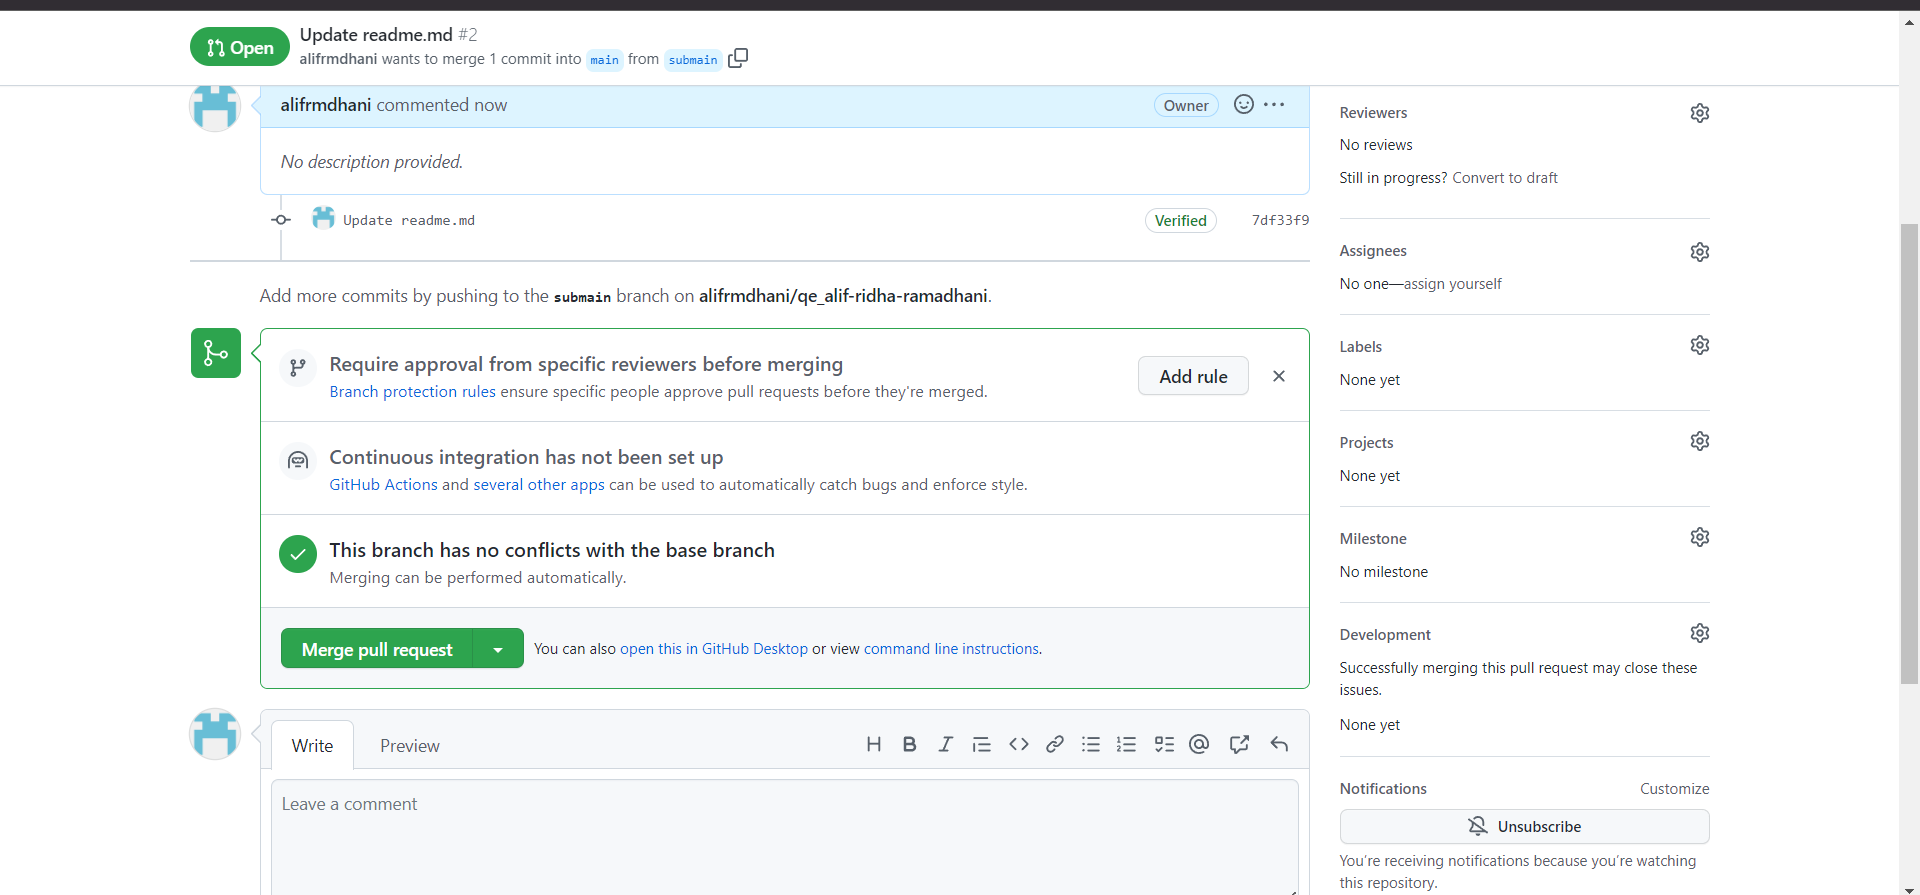 Open
Update readme.md #2
alifrmdhani wants to merge 1 commit into main from submain
alifrmdhani commented now
Owner
No description provided.
Update readme.md
Verified
7df33f9
Add more commits by pushing to the submain branch on alifrmdhani/qe_alif-ridha-ramadhani.
Require approval from specific reviewers before merging
Branch protection rules ensure specific people approve pull requests before they're merged.
Add rule
Continuous integration has not been set up
GitHub Actions and several other apps can be used to automatically catch bugs and enforce style.
This branch has no conflicts with the base branch
Merging can be performed automatically.
Merge pull request
You can also open this in GitHub Desktop or view command line instructions.
Write
Preview
Leave a comment
Reviewers
No reviews
Still in progress? Convert to draft
Assignees
No one—assign yourself
Labels
None yet
Projects
None yet
Milestone
No milestone
Development
Successfully merging this pull request may close these
issues.
None yet
Notifications
Customize
Unsubscribe
You're receiving notifications because you're watching
this repository.